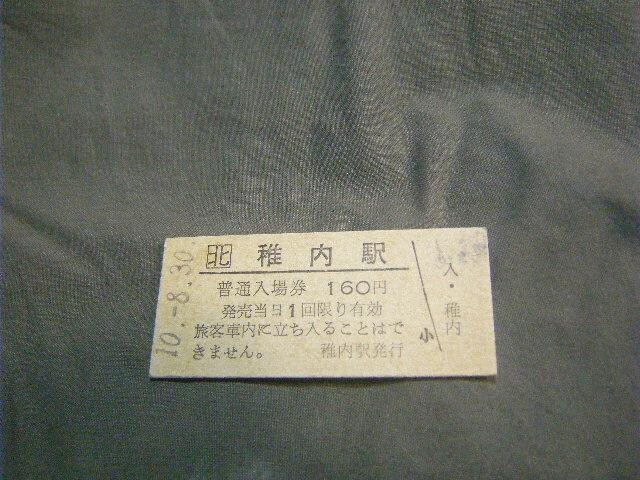 北 稚内駅
普通入場券 160円
発売当日1回限り有効
旅客車内に立ち入ることはで
きません。 稚内駅発行
小
入・稚内
10.-8.30.